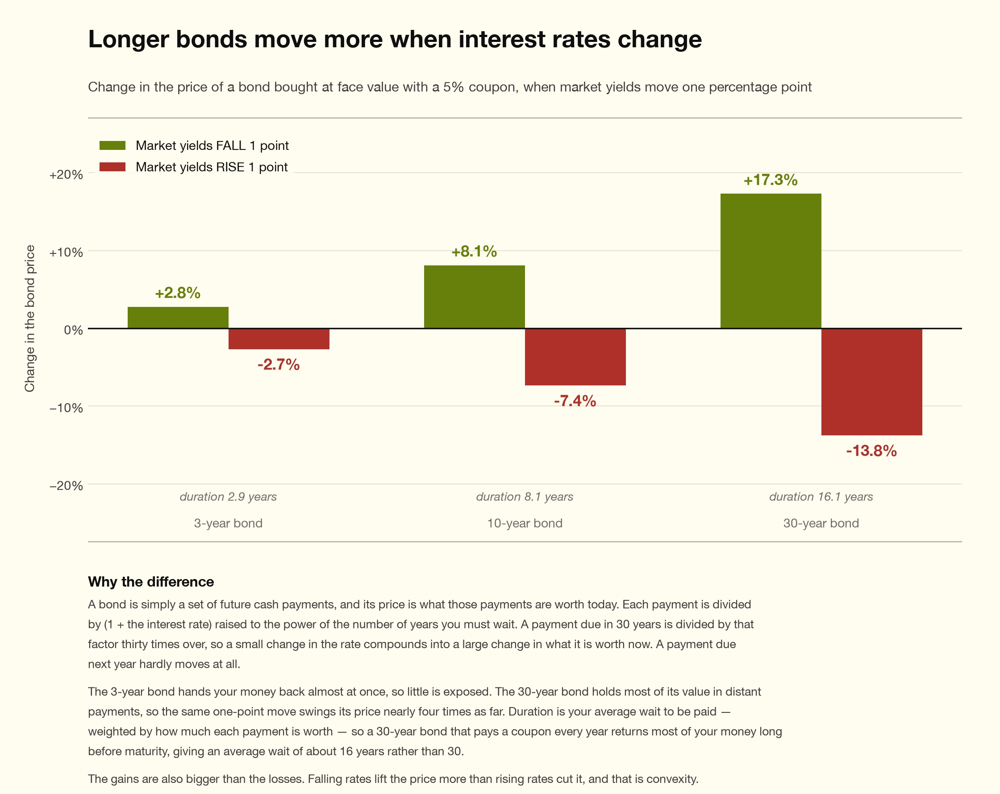 Longer bonds move more when interest rates change
Change in the price of a bond bought at face value with a 5% coupon, when market yields move one percentage point
Market yields FALL 1 point
Market yields RISE 1 point
Change in the bond price
+20%
+10%
0%
−10%
−20%
+2.8%
-2.7%
+8.1%
-7.4%
+17.3%
-13.8%
duration 2.9 years
duration 8.1 years
duration 16.1 years
3-year bond
10-year bond
30-year bond
Why the difference
A bond is simply a set of future cash payments, and its price is what those payments are worth today. Each payment is divided
by (1 + the interest rate) raised to the power of the number of years you must wait. A payment due in 30 years is divided by that
factor thirty times over, so a small change in the rate compounds into a large change in what it is worth now. A payment due
next year hardly moves at all.
The 3-year bond hands your money back almost at once, so little is exposed. The 30-year bond holds most of its value in distant
payments, so the same one-point move swings its price nearly four times as far. Duration is your average wait to be paid —
weighted by how much each payment is worth — so a 30-year bond that pays a coupon every year returns most of your money long
before maturity, giving an average wait of about 16 years rather than 30.
The gains are also bigger than the losses. Falling rates lift the price more than rising rates cut it, and that is convexity.